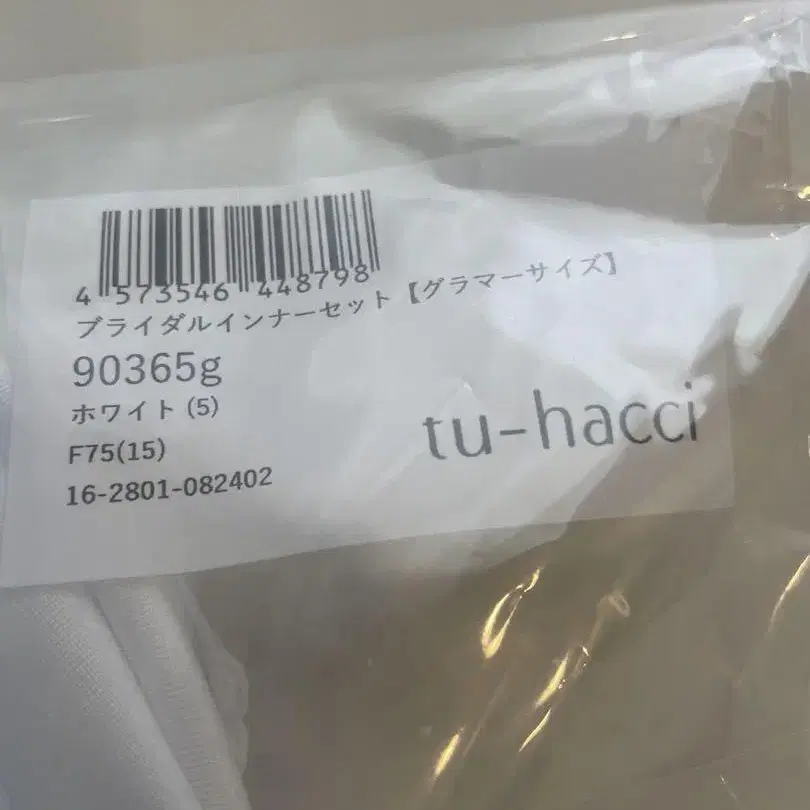 4 573546 448798
ブライダルインナーセット【グラマーサイズ】
90365g
ホワイト (5)
F75(15)
16-2801-082402
tu-hacci